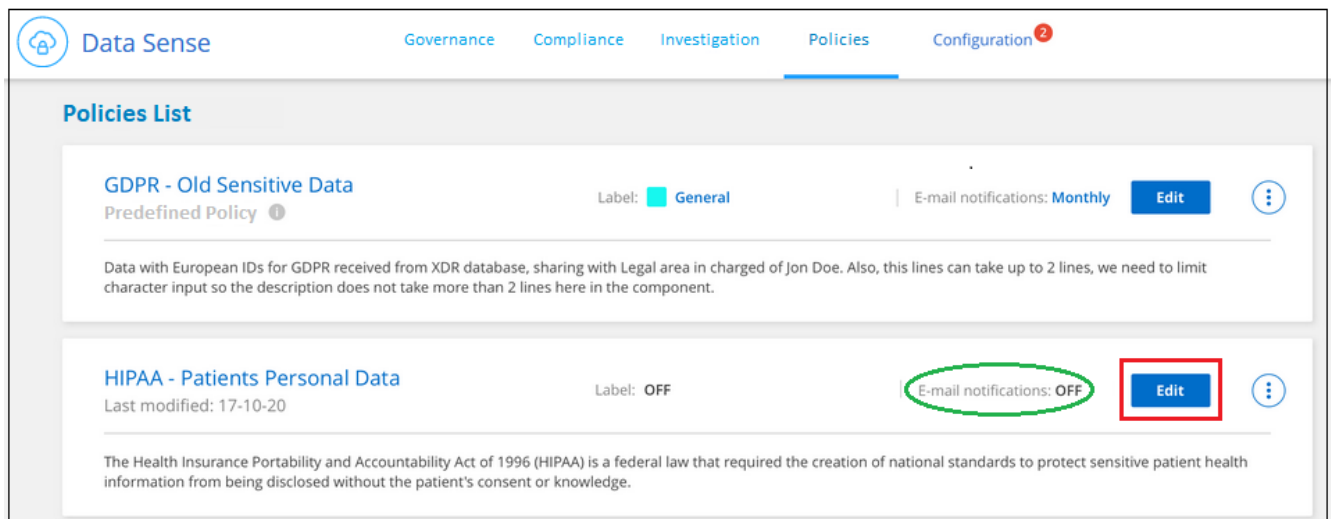 Data Sense
Governance Compliance Investigation Policies Configuration 2
Policies List
GDPR - Old Sensitive Data
Label: General E-mail notifications: Monthly Edit
Predefined Policy i
Data with European IDs for GDPR received from XDR database, sharing with Legal area in charged of Jon Doe. Also, this lines can take up to 2 lines, we need to limit
character input so the description does not take more than 2 lines here in the component.
HIPAA - Patients Personal Data
Label: OFF E-mail notifications: OFF Edit
Last modified: 17-10-20
The Health Insurance Portability and Accountability Act of 1996 (HIPAA) is a federal law that required the creation of national standards to protect sensitive patient health
information from being disclosed without the patient's consent or knowledge.